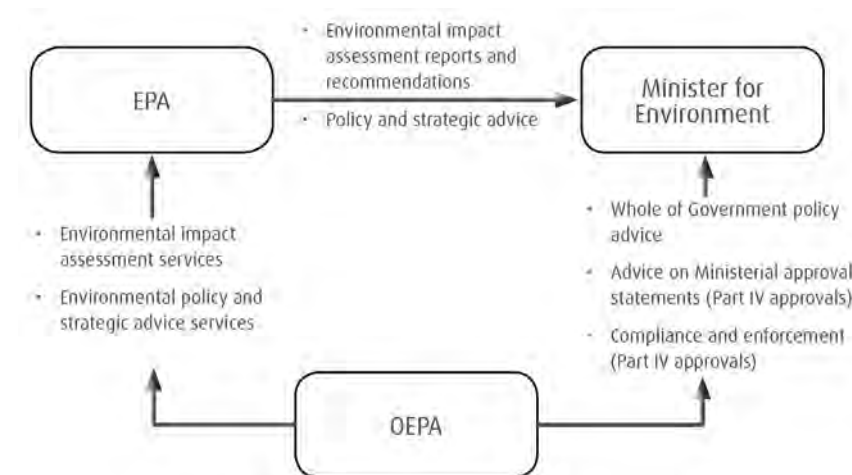 • Environmental impact
assessment reports and
recommendations
• Policy and strategic advice
EPA
Minister for
Environment
• Environmental impact
assessment services
• Environmental policy and
strategic advice services
• Whole of Government policy
advice
• Advice on Ministerial approval
statements (Part IV approvals)
• Compliance and enforcement
(Part IV approvals)
OEPA